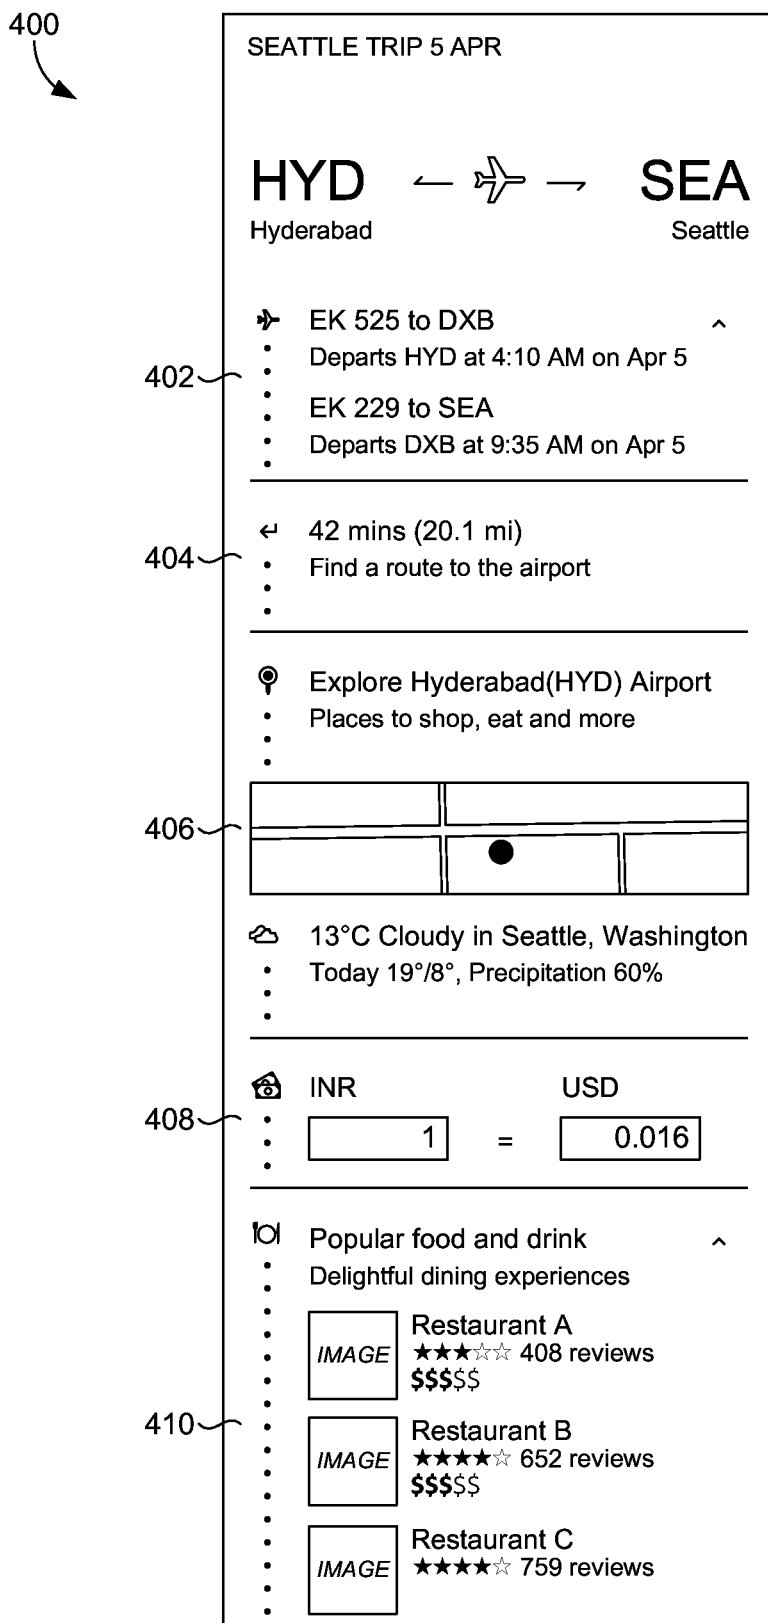 400
SEATTLE TRIP 5 APR
HYD SEA
Hyderabad Seattle
EK 525 to DXB
Departs HYD at 4:10 AM on Apr 5
402
EK 229 to SEA
Departs DXB at 9:35 AM on Apr 5
42 mins (20.1 mi)
404
Find a route to the airport
Explore Hyderabad(HYD) Airport
Places to shop, eat and more
406
13°C Cloudy in Seattle, Washington
Today 19°/8°, Precipitation 60%
INR USD
408
1 = 0.016
Popular food and drink
Delightful dining experiences
Restaurant A
IMAGE ★★★☆☆ 408 reviews
$$$$$
410
Restaurant B
IMAGE ★★★★☆ 652 reviews
$$$$$
Restaurant C
IMAGE ★★★★☆ 759 reviews